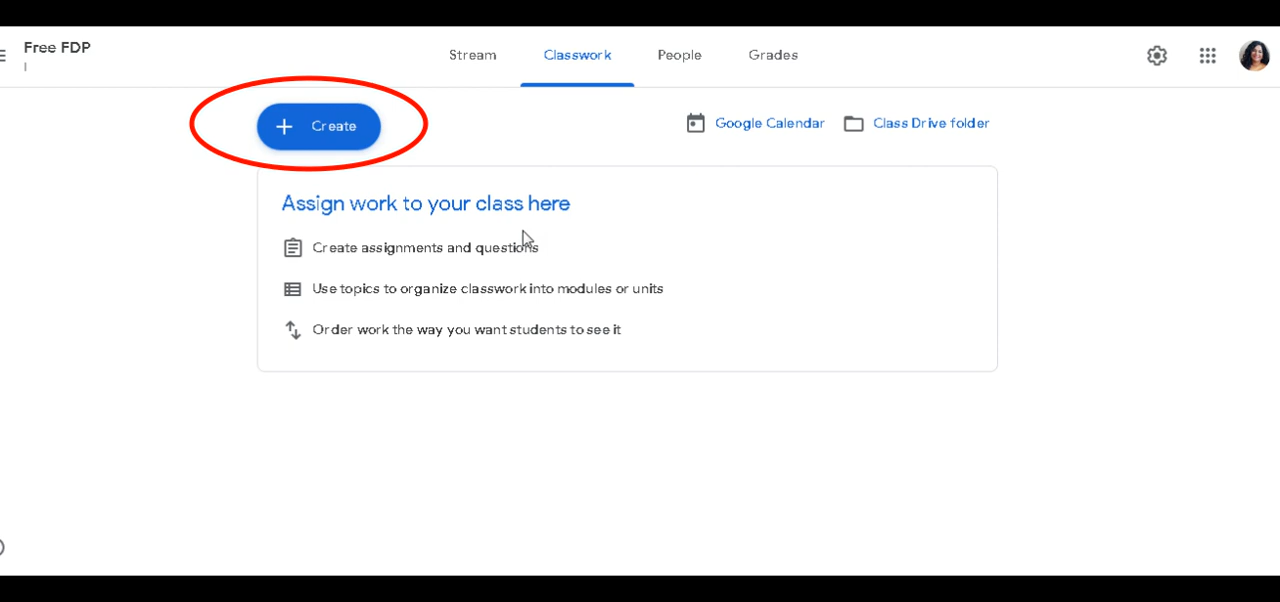 Free FDP
I
Stream Classwork People Grades
Create
Google Calendar Class Drive folder
Assign work to your class here
Create assignments and questions
Use topics to organize classwork into modules or units
Order work the way you want students to see it